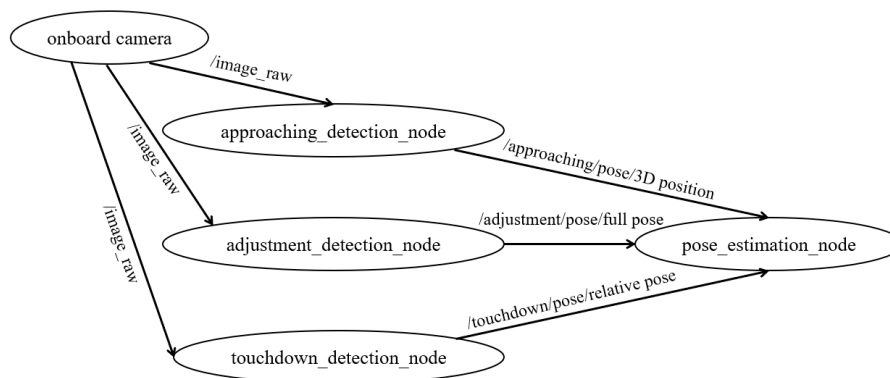 onboard camera
/image_raw
approaching_detection_node
/image_raw
/approaching/pose/3D position
/image_raw
/adjustment/pose/full pose
adjustment_detection_node
pose_estimation_node
/touchdown/pose/relative pose
touchdown_detection_node